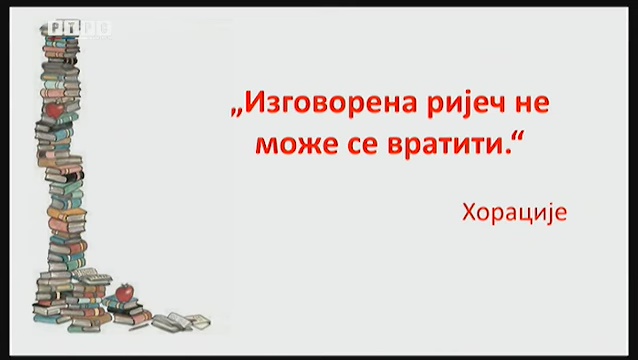 РТРС
„Изговорена ријеч не
може се вратити.“
Хорације